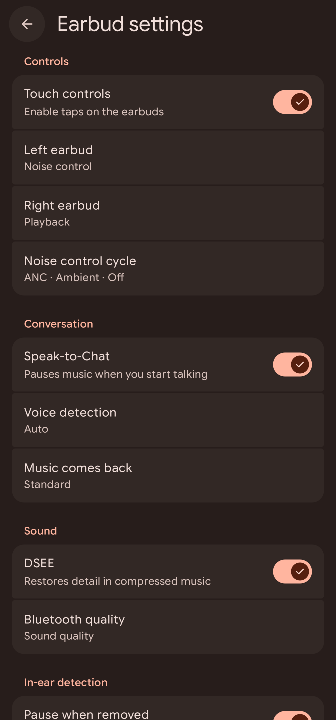 Earbud settings
Controls
Touch controls
Enable taps on the earbuds
Left earbud
Noise control
Right earbud
Playback
Noise control cycle
ANC · Ambient · Off
Conversation
Speak-to-Chat
Pauses music when you start talking
Voice detection
Auto
Music comes back
Standard
Sound
DSEE
Restores detail in compressed music
Bluetooth quality
Sound quality
In-ear detection
Pause when removed